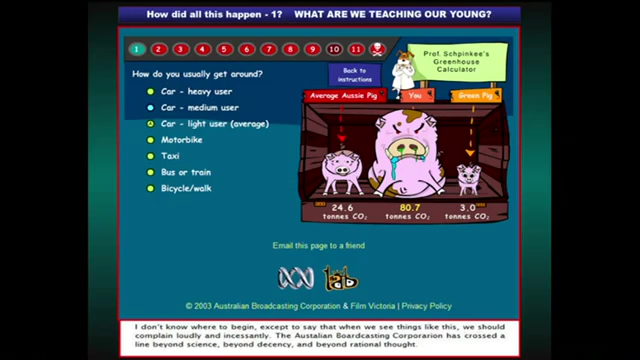 How did all this happen - 1?    WHAT ARE WE TEACHING OUR YOUNG?
1 2 3 4 5 6 7 8 9 10 11
Prof. Schpinkee's
Greenhouse
Calculator
How do you usually get around?
Back to
instructions
Car - heavy user
Car - medium user
Car - light user (average)
Motorbike
Taxi
Bus or train
Bicycle/walk
Average Aussie Pig
You
Green Pig
24.6
tonnes CO₂
80.7
tonnes CO₂
3.0
tonnes CO₂
Email this page to a friend
lab
© 2003 Australian Broadcasting Corporation & Film Victoria | Privacy Policy
I don't know where to begin, except to say that when we see things like this, we should
complain loudly and incessantly. The Austalian Boardcasting Corporarion has crossed a
line beyond science, beyond decency, and beyond rational thought.